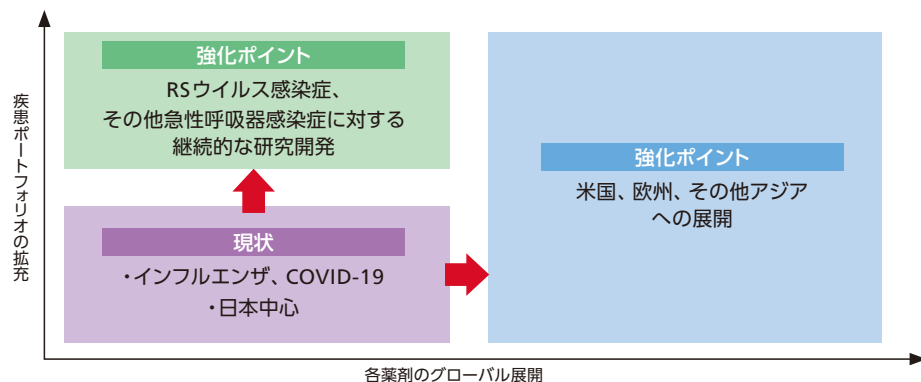 疾患ポートフォリオの拡充
強化ポイント
RSウイルス感染症、
その他急性呼吸器感染症に対する
継続的な研究開発
現状
・インフルエンザ、COVID-19
・日本中心
強化ポイント
米国、欧州、その他アジア
への展開
各薬剤のグローバル展開